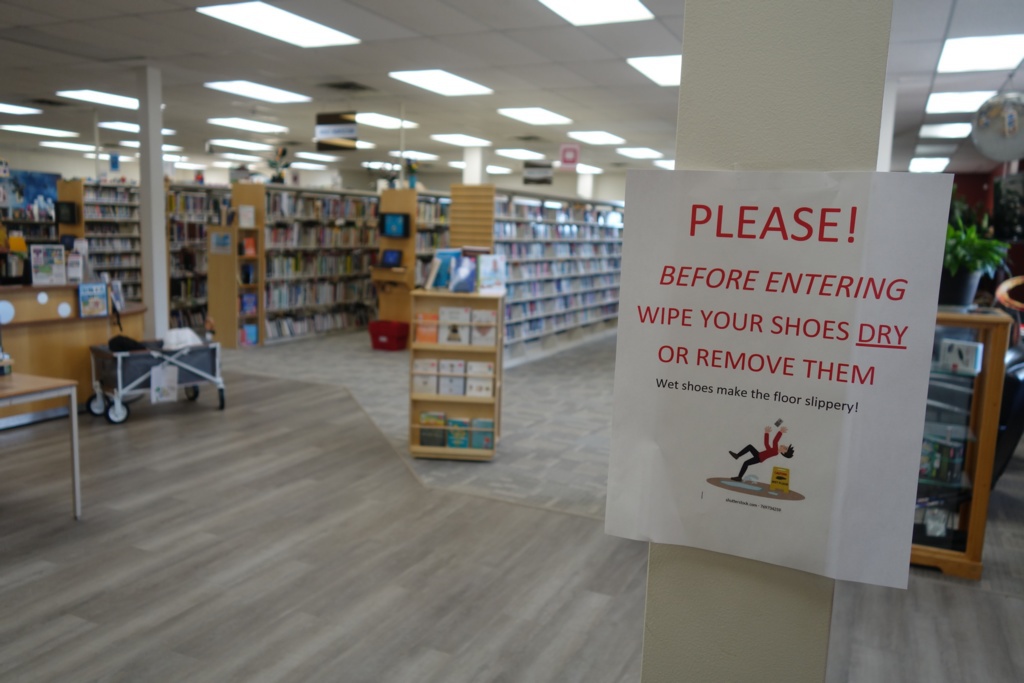 PLEASE!
BEFORE ENTERING
WIPE YOUR SHOES DRY
OR REMOVE THEM
Wet shoes make the floor slippery!